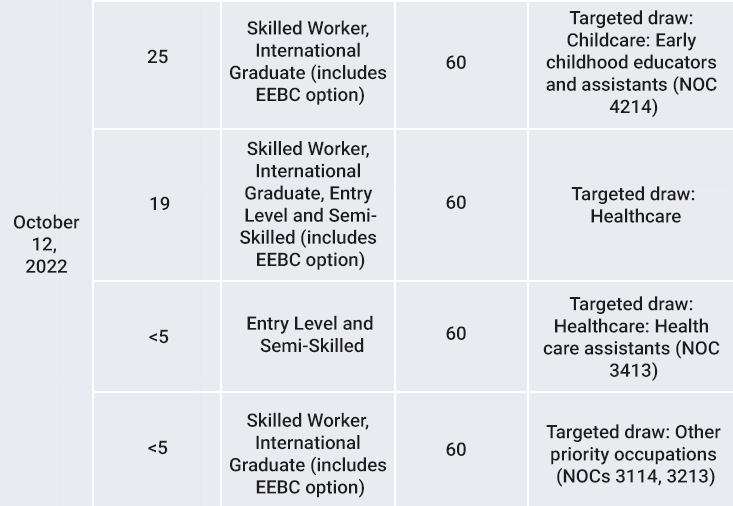 October
12,
2022
25
Skilled Worker,
International
Graduate (includes
EEBC option)
60
Targeted draw:
Childcare: Early
childhood educators
and assistants (NOC
4214)
19
Skilled Worker,
International
Graduate, Entry
Level and Semi-
Skilled (includes
EEBC option)
60
Targeted draw:
Healthcare
<5
Entry Level and
Semi-Skilled
60
Targeted draw:
Healthcare: Health
care assistants (NOC
3413)
<5
Skilled Worker,
International
Graduate (includes
EEBC option)
60
Targeted draw: Other
priority occupations
(NOCs 3114, 3213)